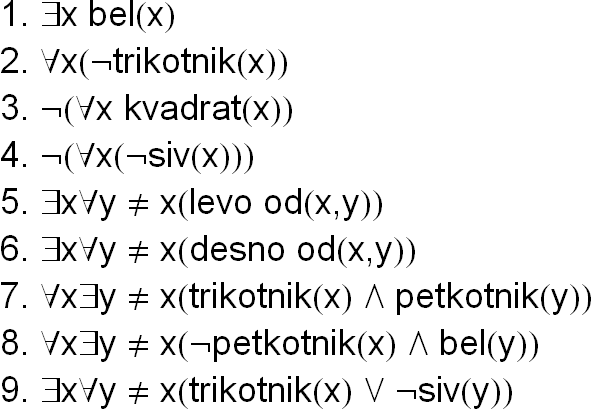 1. ∃x bel(x)
2. ∀x(¬trikotnik(x))
3. ¬(∀x kvadrat(x))
4. ¬(∀x(¬siv(x)))
5. ∃x∀y ≠ x(levo od(x,y))
6. ∃x∀y ≠ x(desno od(x,y))
7. ∀x∃y ≠ x(trikotnik(x) ∧ petkotnik(y))
8. ∀x∃y ≠ x(¬petkotnik(x) ∧ bel(y))
9. ∃x∀y ≠ x(trikotnik(x) ∨ ¬siv(y))